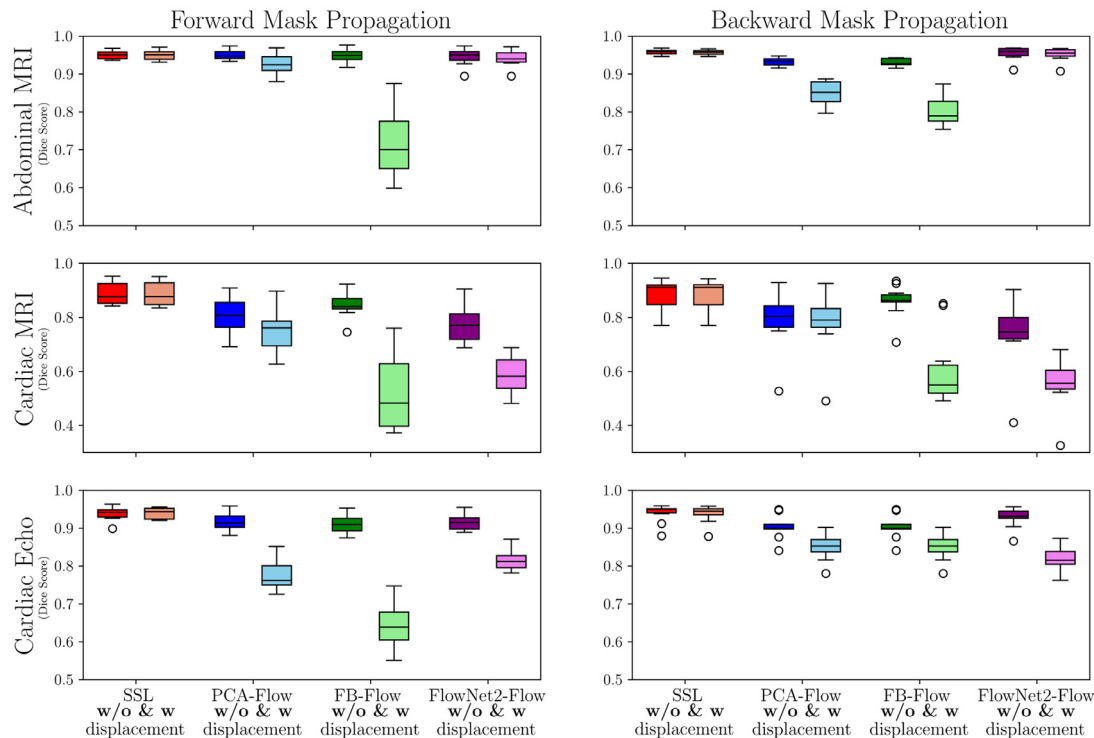 Forward Mask Propagation
Backward Mask Propagation
Abdominal MRI
(Dice Score)
1.0
0.9
0.8
0.7
0.6
0.5
1.0
0.9
0.8
0.7
0.6
0.5
Cardiac MRI
(Dice Score)
1.0
0.8
0.6
0.4
1.0
0.8
0.6
0.4
Cardiac Echo
(Dice Score)
1.0
0.9
0.8
0.7
0.6
0.5
1.0
0.9
0.8
0.7
0.6
0.5
SSL
w/o & w
displacement
PCA-Flow
w/o & w
displacement
FB-Flow
w/o & w
displacement
FlowNet2-Flow
w/o & w
displacement
SSL
w/o & w
displacement
PCA-Flow
w/o & w
displacement
FB-Flow
w/o & w
displacement
FlowNet2-Flow
w/o & w
displacement